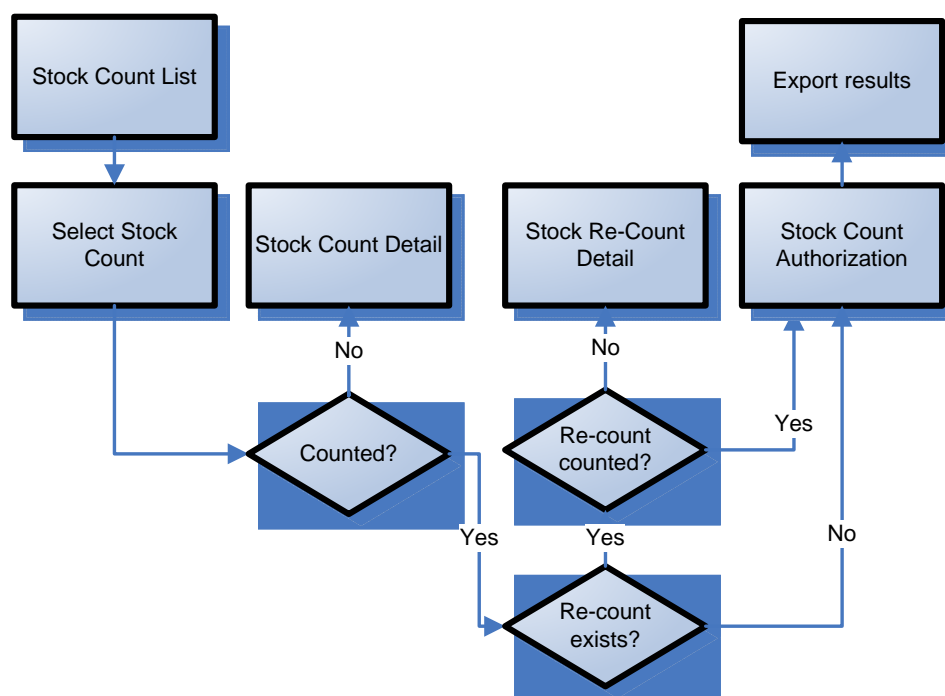 Stock Count List
Export results
Select Stock
Count
Stock Count Detail
Stock Re-Count
Detail
Stock Count
Authorization
No
No
Yes
Counted?
Re-count
counted?
Yes
Yes
No
Re-count
exists?